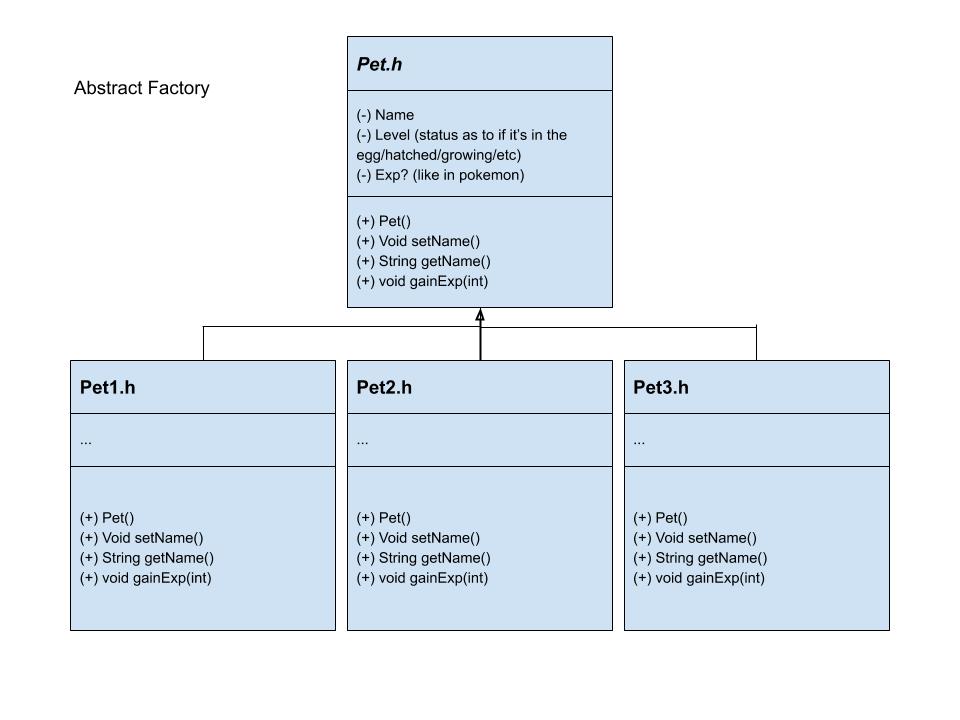 Abstract Factory
Pet.h
(-) Name
(-) Level (status as to if it's in the
egg/hatched/growing/etc)
(-) Exp? (like in pokemon)
(+) Pet()
(+) Void setName()
(+) String getName()
(+) void gainExp(int)
Pet1.h
...
(+) Pet()
(+) Void setName()
(+) String getName()
(+) void gainExp(int)
Pet2.h
...
(+) Pet()
(+) Void setName()
(+) String getName()
(+) void gainExp(int)
Pet3.h
...
(+) Pet()
(+) Void setName()
(+) String getName()
(+) void gainExp(int)